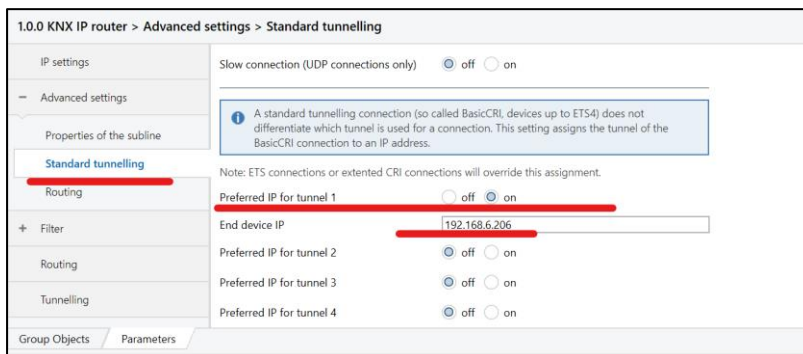 1.0.0 KNX IP router > Advanced settings > Standard tunnelling
IP settings
− Advanced settings
Properties of the subline
Standard tunnelling
Routing
+ Filter
Routing
Tunnelling
Slow connection (UDP connections only) off on
A standard tunnelling connection (so called BasicCRI, devices up to ETS4) does not
differentiate which tunnel is used for a connection. This setting assigns the tunnel of the
BasicCRI connection to an IP address.
Note: ETS connections or extented CRI connections will override this assignment.
Preferred IP for tunnel 1 off on
End device IP 192.168.6.206
Preferred IP for tunnel 2 off on
Preferred IP for tunnel 3 off on
Preferred IP for tunnel 4 off on
Group Objects Parameters